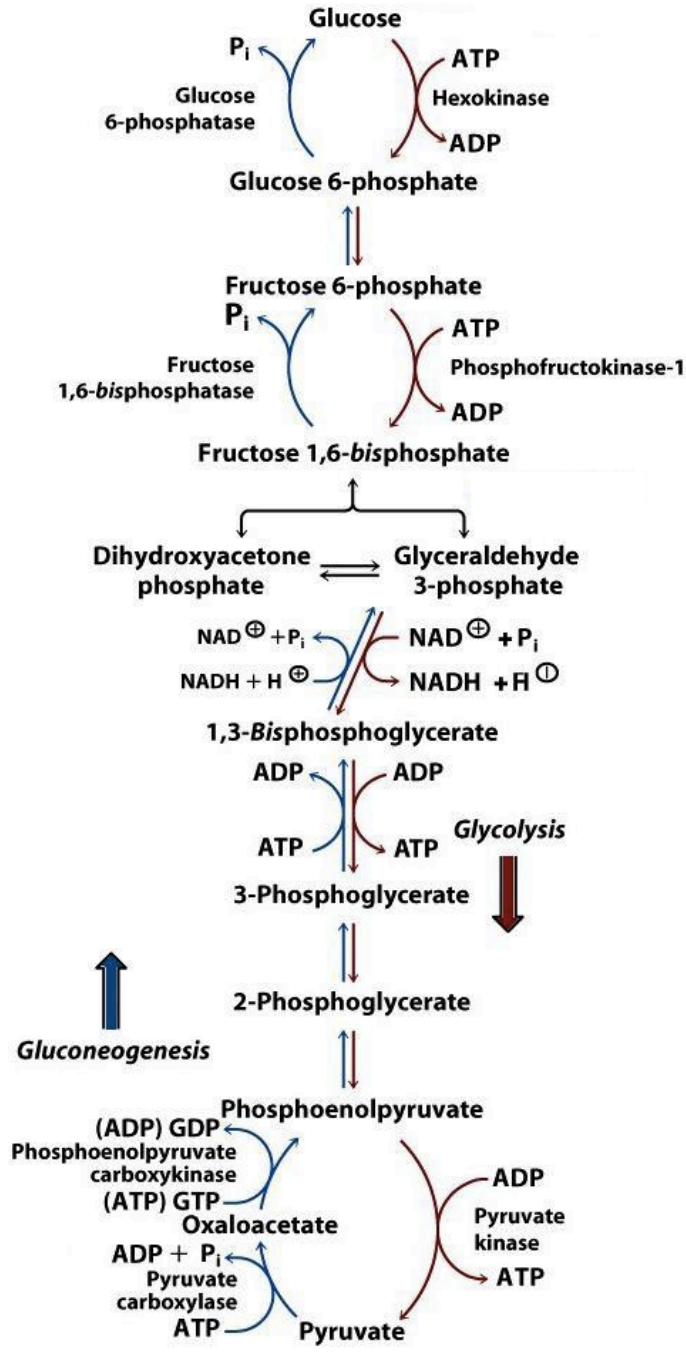 Glucose
Pi
ATP
Glucose
6-phosphatase
Hexokinase
ADP
Glucose 6-phosphate
Fructose 6-phosphate
Pi
ATP
Fructose
1,6-bisphosphatase
Phosphofructokinase-1
ADP
Fructose 1,6-bisphosphate
Dihydroxyacetone
phosphate
Glyceraldehyde
3-phosphate
NAD⊕ + Pi
NAD⊕ + Pi
NADH + H⊕
NADH + H⦶
1,3-Bisphosphoglycerate
ADP
ADP
ATP
ATP
Glycolysis
3-Phosphoglycerate
2-Phosphoglycerate
Gluconeogenesis
Phosphoenolpyruvate
(ADP) GDP
Phosphoenolpyruvate
carboxykinase
(ATP) GTP
ADP
Pyruvate
kinase
ATP
Oxaloacetate
ADP + Pi
Pyruvate
carboxylase
ATP
Pyruvate